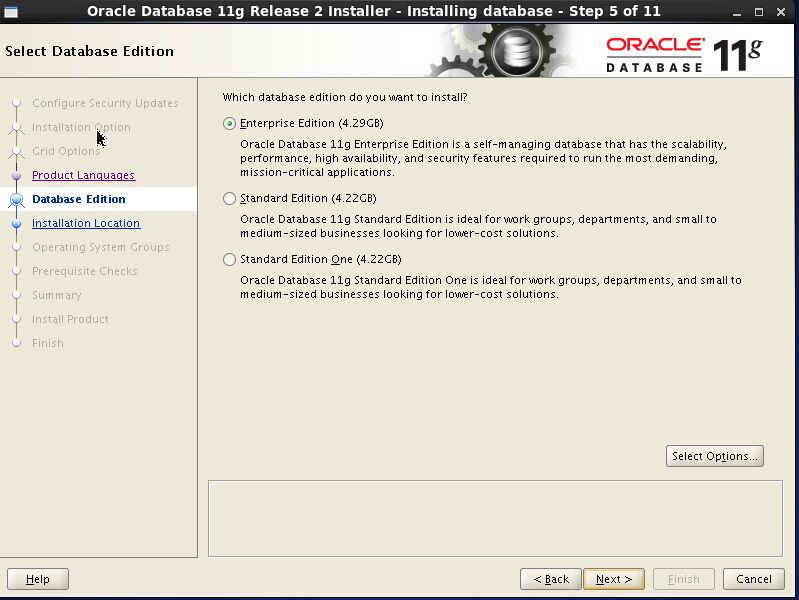 Oracle Database 11g Release 2 Installer - Installing database - Step 5 of 11
Select Database Edition
ORACLE
DATABASE 11g
Configure Security Updates
Installation Option
Grid Options
Product Languages
Database Edition
Installation Location
Operating System Groups
Prerequisite Checks
Summary
Install Product
Finish
Which database edition do you want to install?
Enterprise Edition (4.29GB)
Oracle Database 11g Enterprise Edition is a self-managing database that has the scalability,
performance, high availability, and security features required to run the most demanding,
mission-critical applications.
Standard Edition (4.22GB)
Oracle Database 11g Standard Edition is ideal for work groups, departments, and small to
medium-sized businesses looking for lower-cost solutions.
Standard Edition One (4.22GB)
Oracle Database 11g Standard Edition One is ideal for work groups, departments, and small to
medium-sized businesses looking for lower-cost solutions.
Select Options...
Help
< Back
Next >
Finish
Cancel